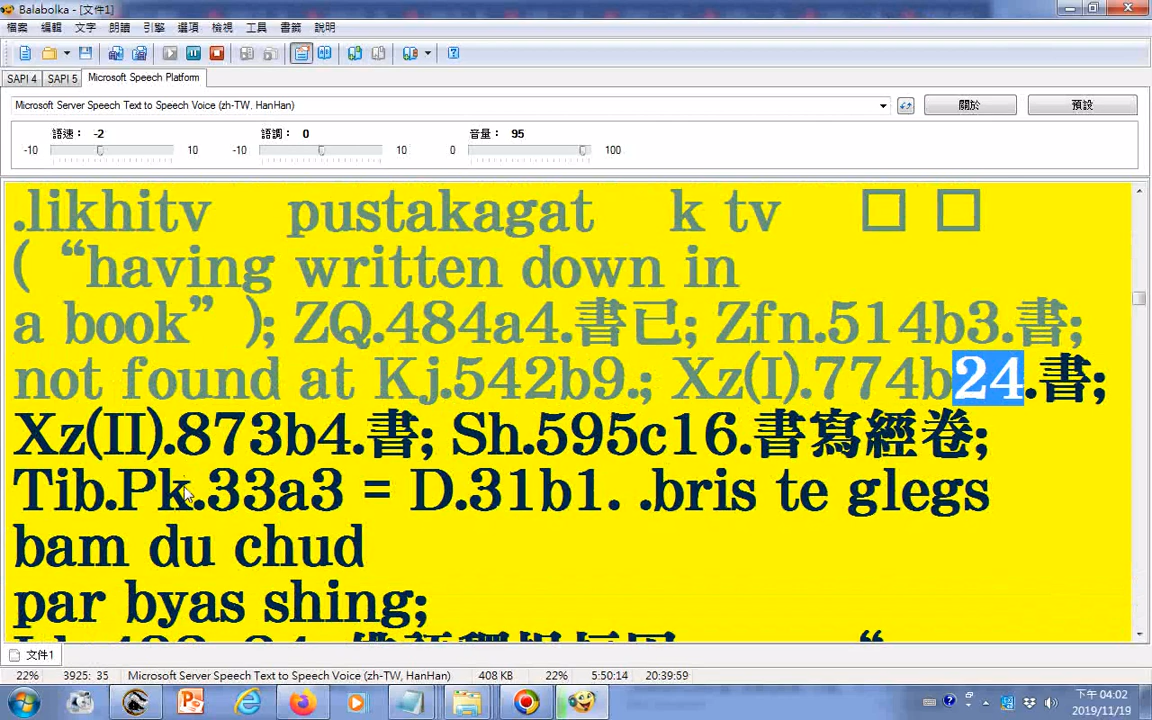 Balabolka - [文件1]
檔案 編輯 文字 朗讀 引擎 選項 檢視 工具 書籤 說明
SAPI 4 SAPI 5 Microsoft Speech Platform
Microsoft Server Speech Text to Speech Voice (zh-TW, HanHan) 關於 預設
語速： -2 語調： 0 音量： 95
-10 10 -10 10 0 100
.likhitv pustakagat k tv □ □
(“having written down in
a book”); ZQ.484a4.書已; Zfn.514b3.書;
not found at Kj.542b9.; Xz(I).774b24.書;
Xz(II).873b4.書; Sh.595c16.書寫經卷;
Tib.Pk.33a3 = D.31b1. .bris te glegs
bam du chud
par byas shing;
文件1
22% 3925: 35 Microsoft Server Speech Text to Speech Voice (zh-TW, HanHan) 408 KB 22% 5:50:14 20:39:59
下午 04:02
2019/11/19